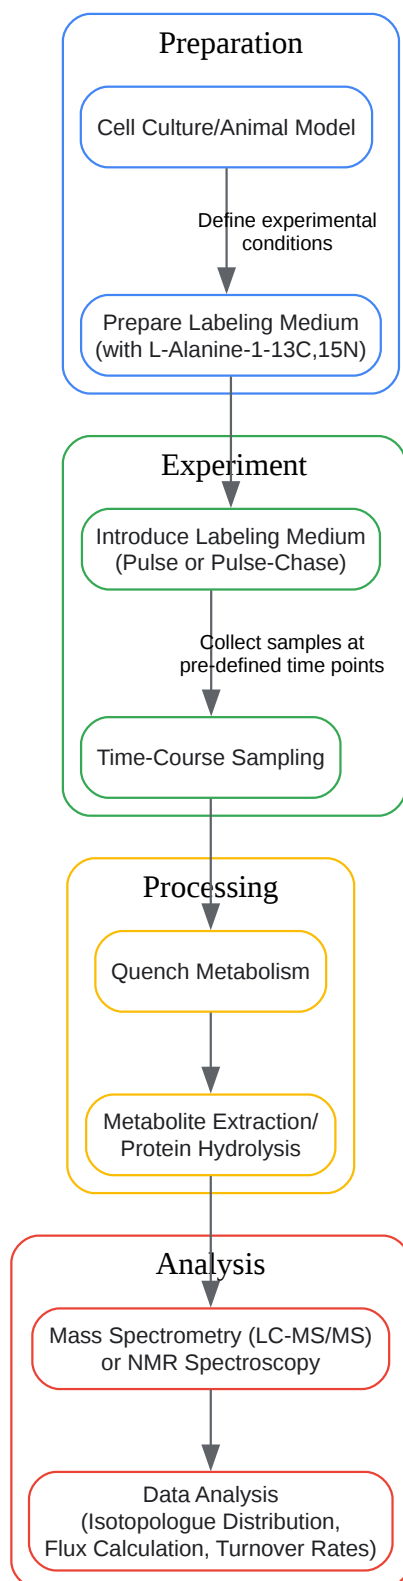 Preparation
Cell Culture/Animal Model
Define experimental
conditions
Prepare Labeling Medium
(with L-Alanine-1-13C,15N)
Experiment
Introduce Labeling Medium
(Pulse or Pulse-Chase)
Collect samples at
pre-defined time points
Time-Course Sampling
Processing
Quench Metabolism
Metabolite Extraction/
Protein Hydrolysis
Analysis
Mass Spectrometry (LC-MS/MS)
or NMR Spectroscopy
Data Analysis
(Isotopologue Distribution,
Flux Calculation, Turnover Rates)